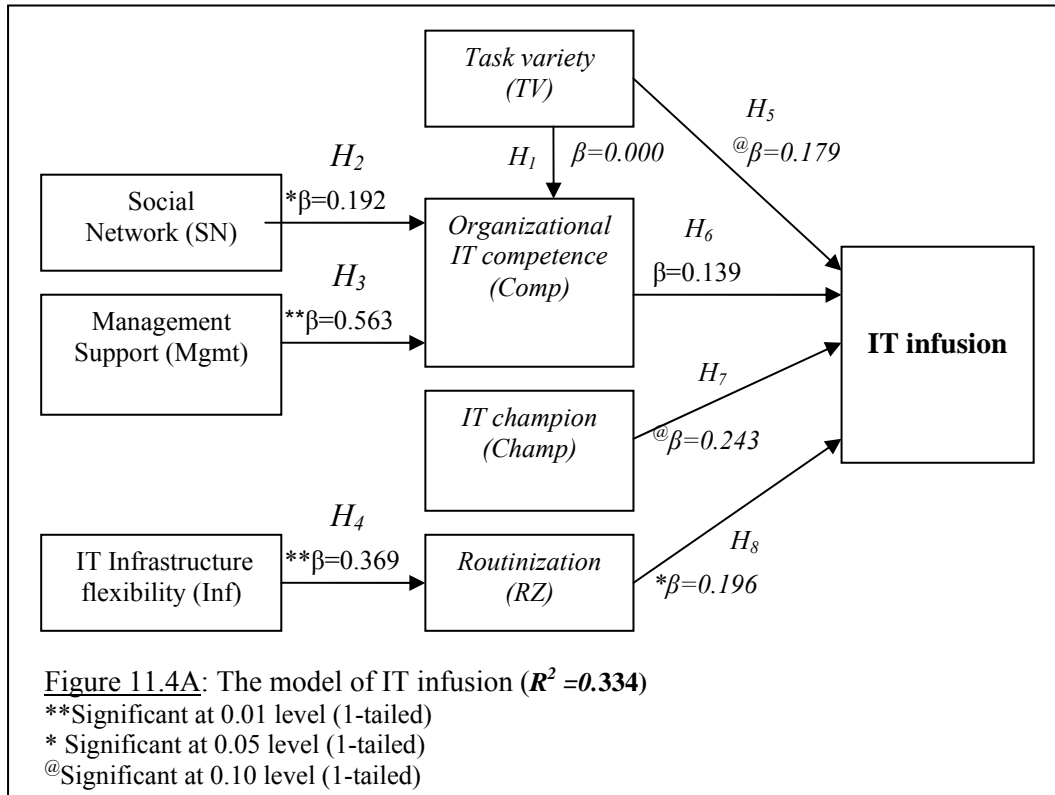 Task variety
(TV)
H5
@β=0.179
H1
β=0.000
H2
*β=0.192
Social
Network (SN)
Organizational
IT competence
(Comp)
H6
β=0.139
H3
**β=0.563
Management
Support (Mgmt)
IT infusion
H7
@β=0.243
IT champion
(Champ)
H4
**β=0.369
IT Infrastructure
flexibility (Inf)
Routinization
(RZ)
H8
*β=0.196
Figure 11.4A: The model of IT infusion (R² =0.334)
**Significant at 0.01 level (1-tailed)
* Significant at 0.05 level (1-tailed)
@Significant at 0.10 level (1-tailed)